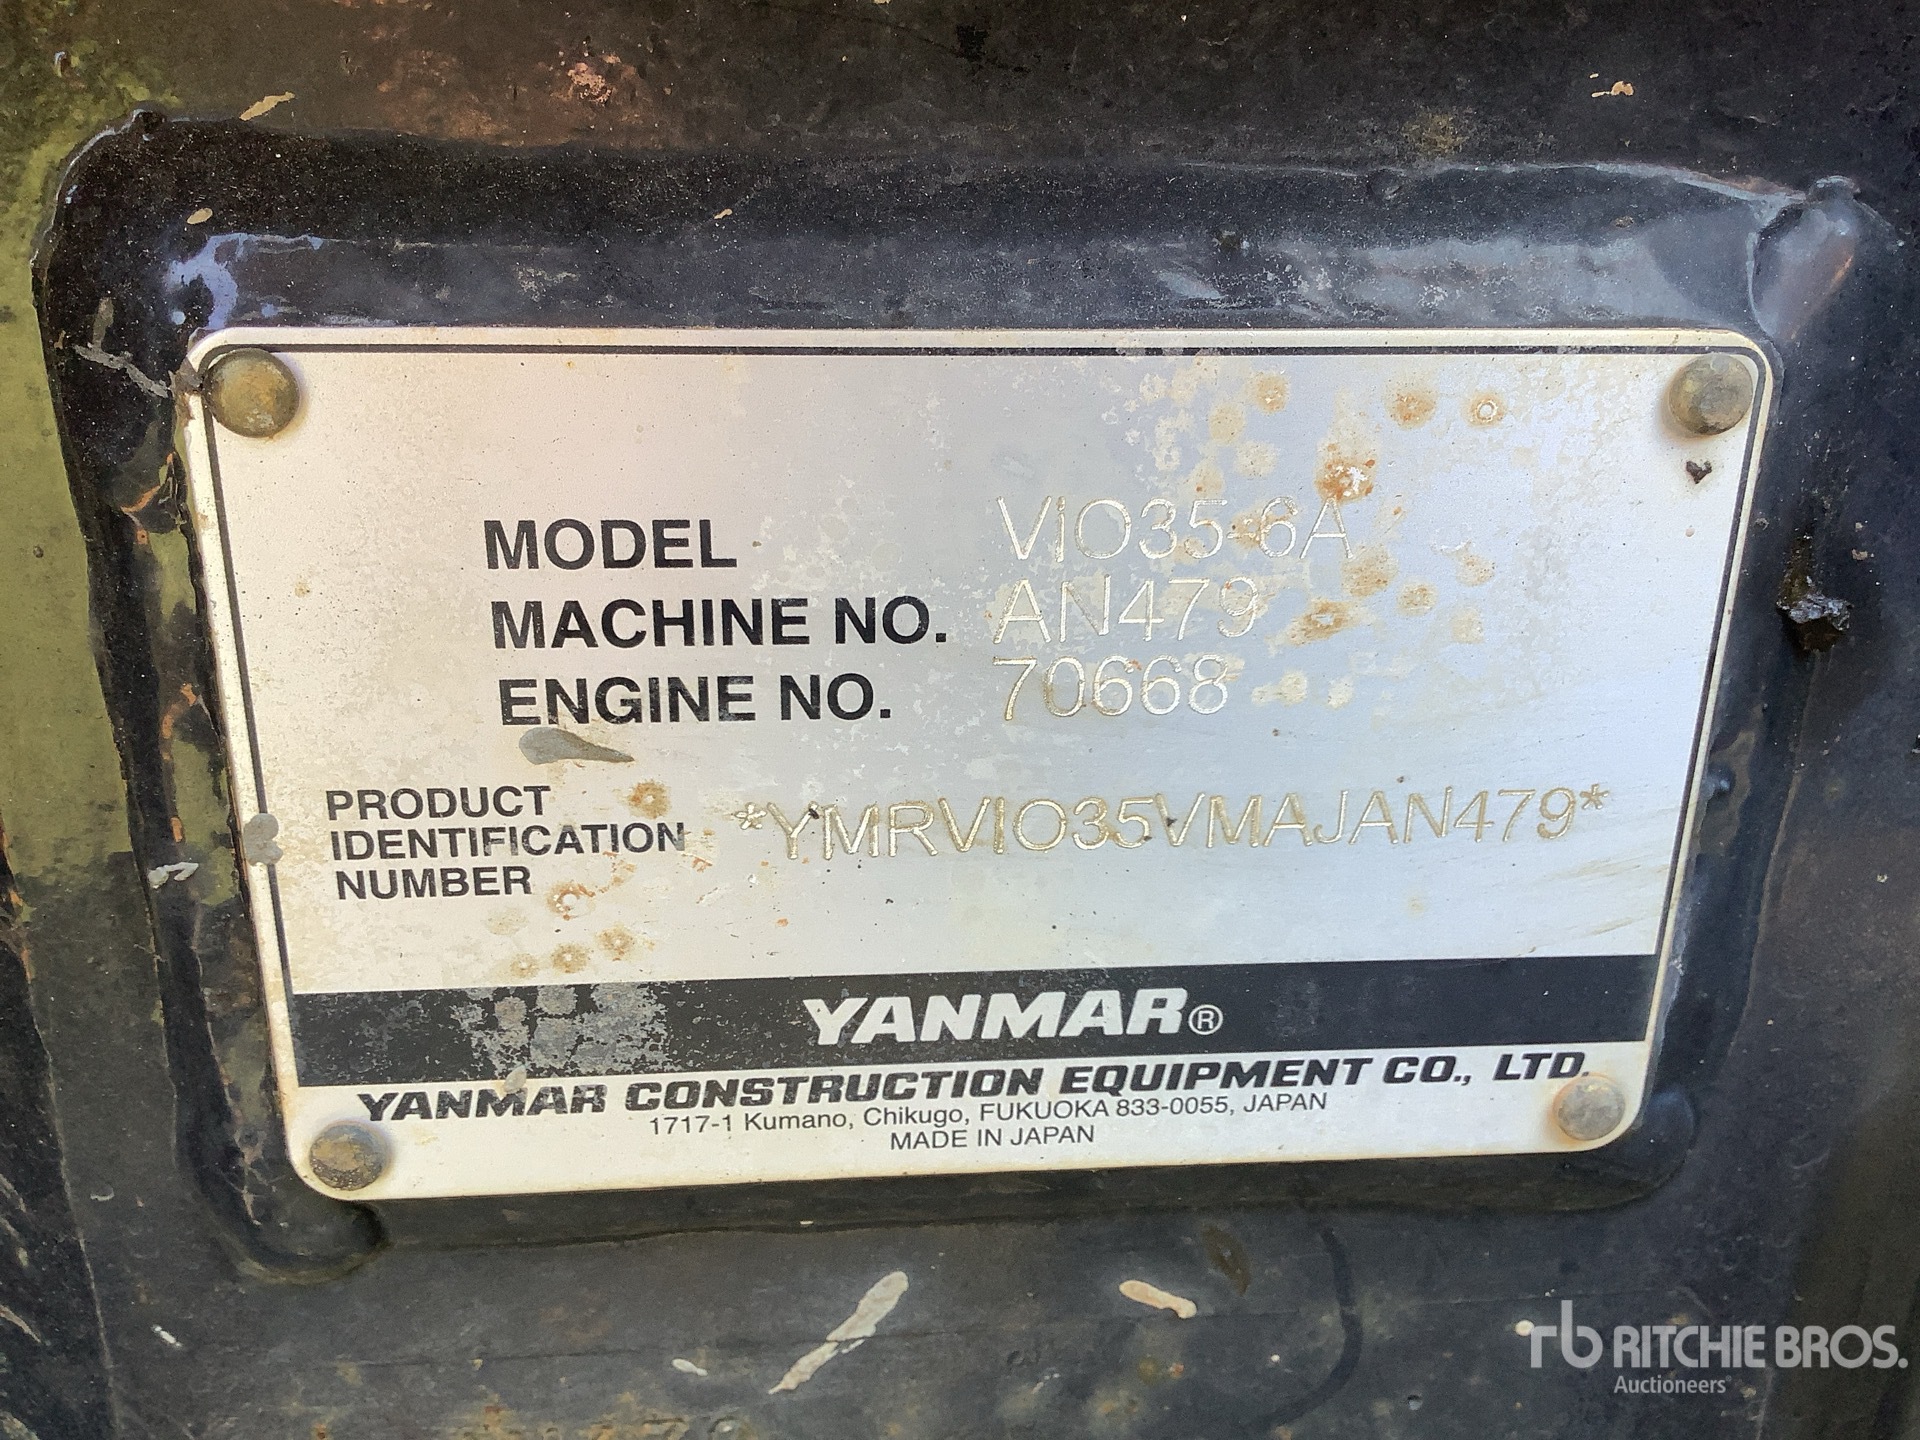 MODEL VIO35-6A
MACHINE NO. AN479
ENGINE NO. 70668
PRODUCT
IDENTIFICATION
NUMBER
*YMRVIO35VMAJAN479*
YANMAR®
YANMAR CONSTRUCTION EQUIPMENT CO., LTD.
1717-1 Kumano, Chikugo, FUKUOKA 833-0055, JAPAN
MADE IN JAPAN
rb RITCHIE BROS.
Auctioneers